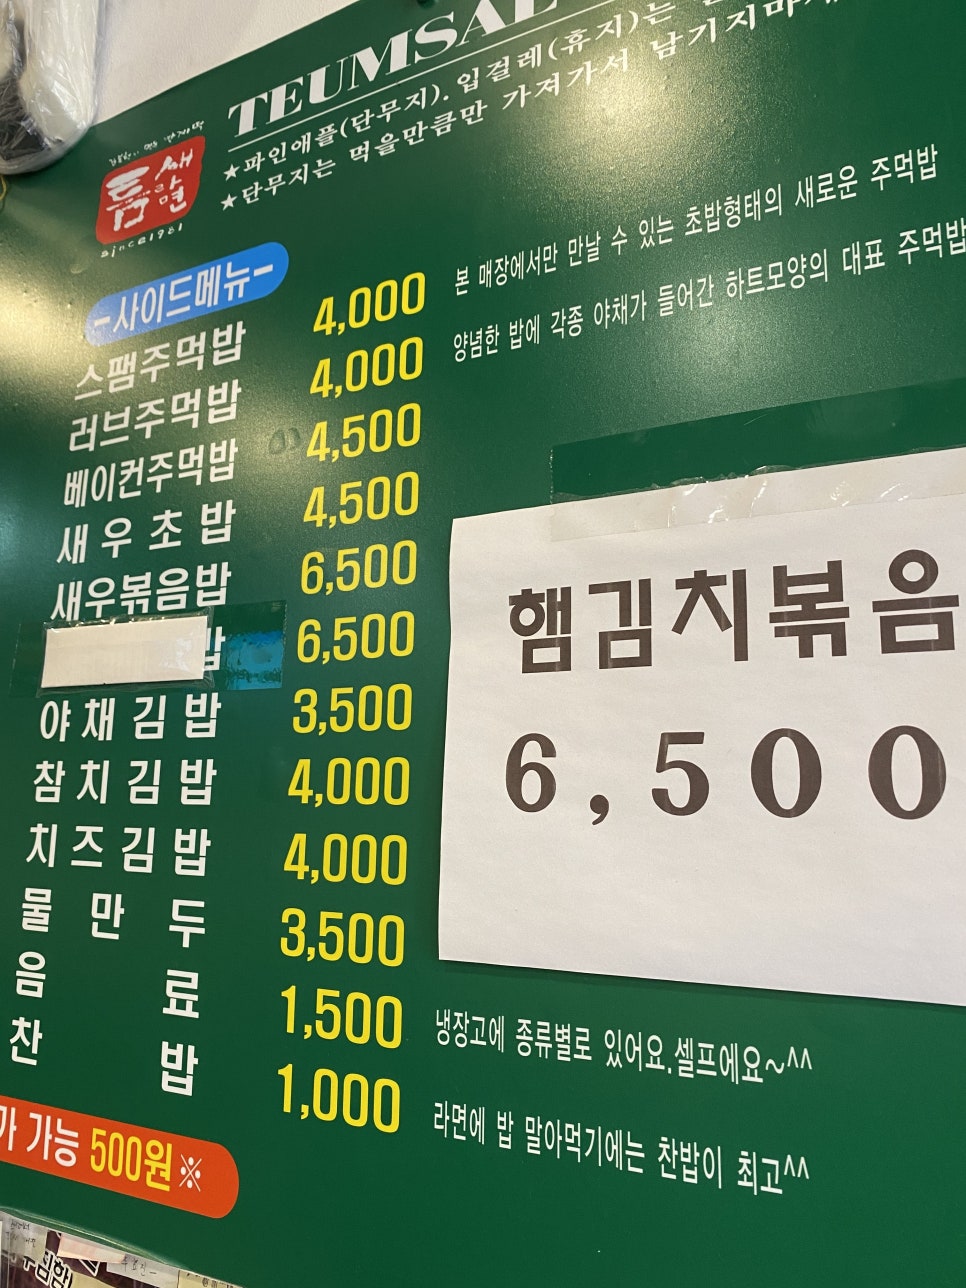 TEUMSAE
★파인애플(단무지). 입걸레(휴지)는
★단무지는 먹을만큼만 가져가서 남기지마세
틈새라면
since1981
-사이드메뉴-
스팸주먹밥 4,000 본 매장에서만 만날 수 있는 초밥형태의 새로운 주먹밥
러브주먹밥 4,000 양념한 밥에 각종 야채가 들어간 하트모양의 대표 주먹밥
베이컨주먹밥 4,500
새우초밥 4,500
새우볶음밥 6,500
밥 6,500
야채김밥 3,500
참치김밥 4,000
치즈김밥 4,000
물만두 3,500
음료 1,500 냉장고에 종류별로 있어요.셀프에요~^^
찬밥 1,000 라면에 밥 말아먹기에는 찬밥이 최고^^
햄김치볶음
6,500
가 가능 500원※